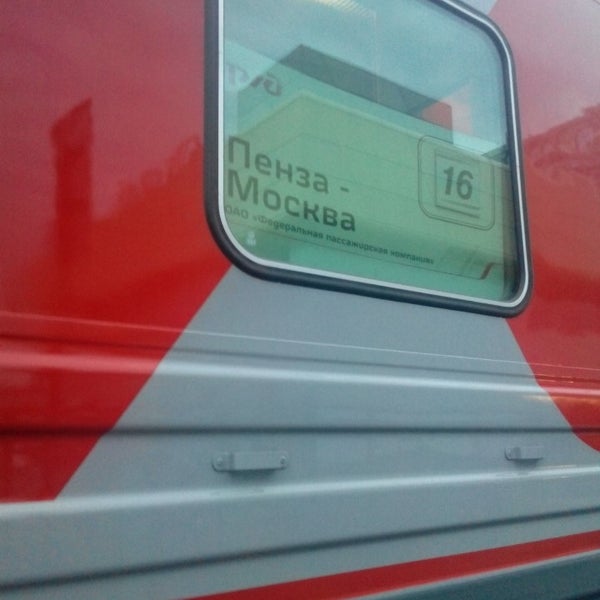 Пенза -
Москва
16
ОАО «Федеральная пассажирская компания»